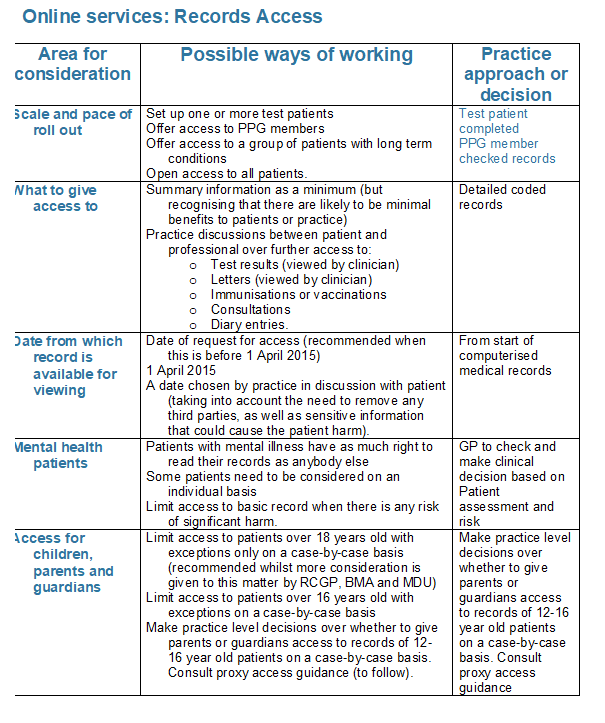 Online services: Records Access
Area for
consideration
Possible ways of working
Practice
approach or
decision
Scale and pace of
roll out
Set up one or more test patients
Offer access to PPG members
Offer access to a group of patients with long term
conditions
Open access to all patients.
Test patient
completed
PPG member
checked records
What to give
access to
Summary information as a minimum (but
recognising that there are likely to be minimal
benefits to patients or practice)
Practice discussions between patient and
professional over further access to:
o Test results (viewed by clinician)
o Letters (viewed by clinician)
o Immunisations or vaccinations
o Consultations
o Diary entries.
Detailed coded
records
Date from which
record is
available for
viewing
Date of request for access (recommended when
this is before 1 April 2015)
1 April 2015
A date chosen by practice in discussion with patient
(taking into account the need to remove any
third parties, as well as sensitive information
that could cause the patient harm).
From start of
computerised
medical records
Mental health
patients
Patients with mental illness have as much right to
read their records as anybody else
Some patients need to be considered on an
individual basis
Limit access to basic record when there is any risk
of significant harm.
GP to check and
make clinical
decision based on
Patient
assessment and
risk
Access for
children,
parents and
guardians
Limit access to patients over 18 years old with
exceptions only on a case-by-case basis
(recommended whilst more consideration is
given to this matter by RCGP, BMA and MDU)
Limit access to patients over 16 years old with
exceptions on a case-by-case basis
Make practice level decisions over whether to give
parents or guardians access to records of 12-
16 year old patients on a case-by-case basis.
Consult proxy access guidance (to follow).
Make practice level
decisions over
whether to give
parents or
guardians access
to records of 12-16
year old patients
on a case-by-case
basis. Consult
proxy access
guidance